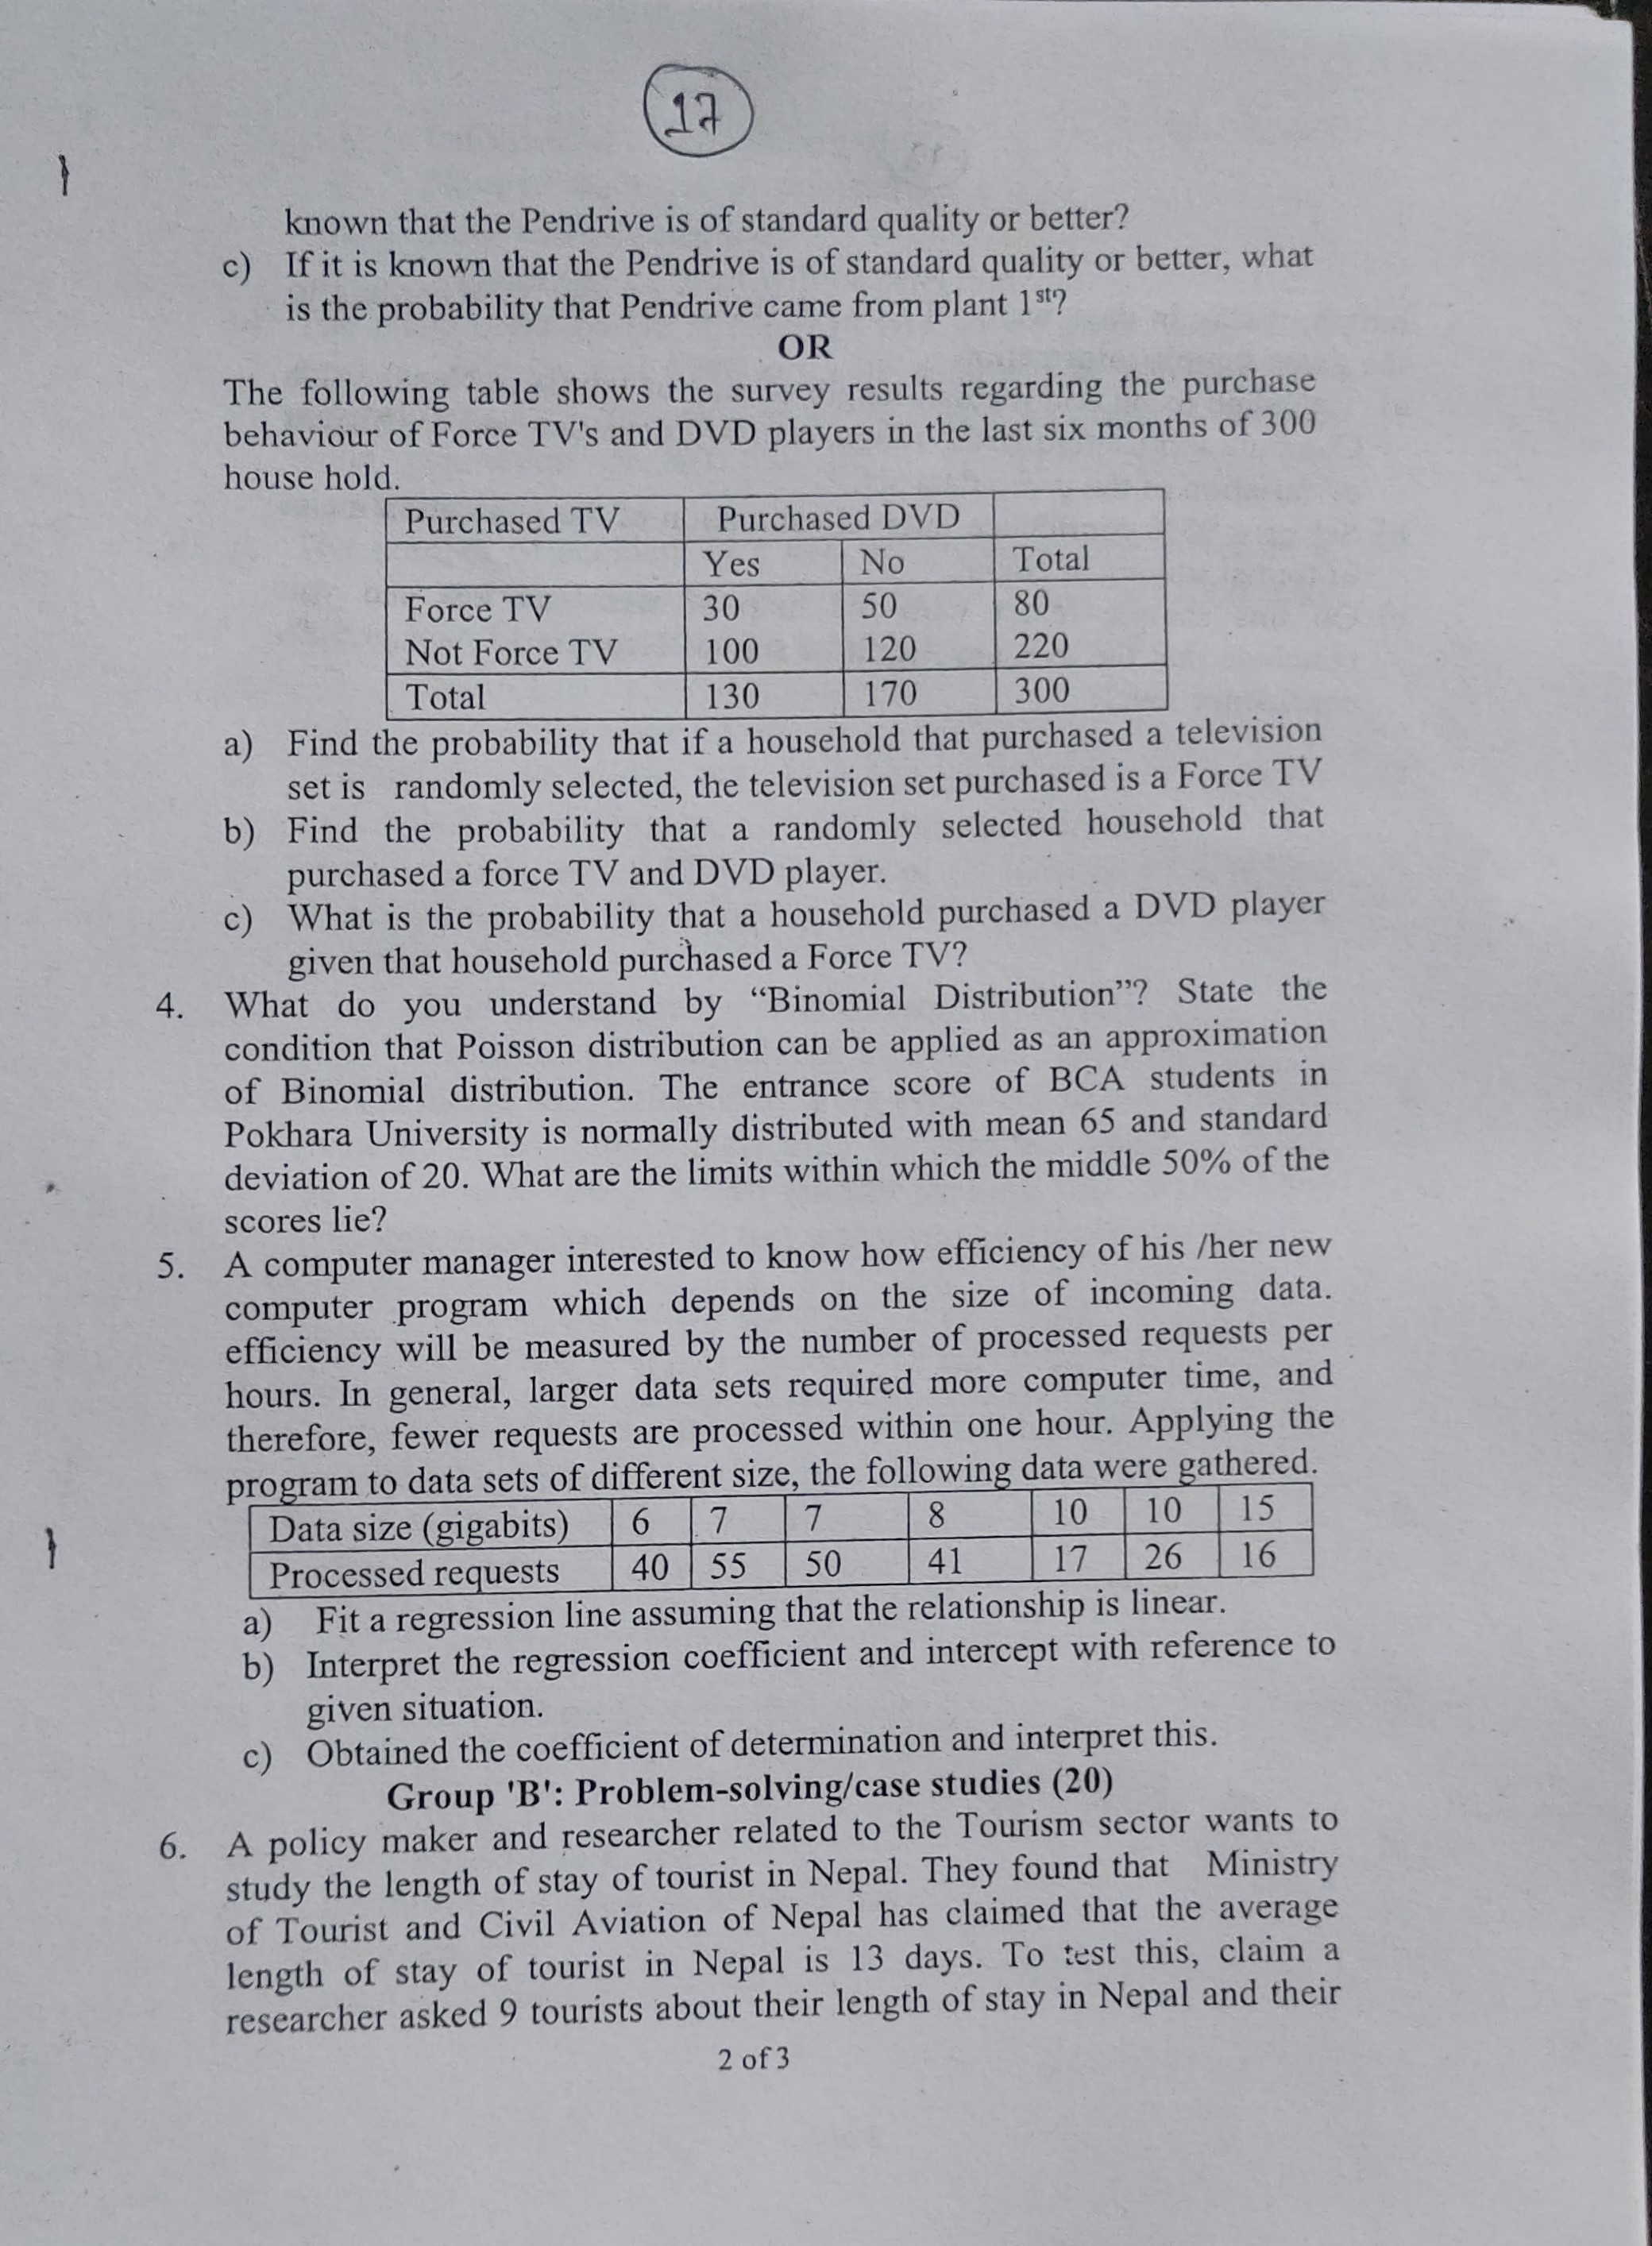 17
known that the Pendrive is of standard quality or better?
c) If it is known that the Pendrive is of standard quality or better, what
is the probability that Pendrive came from plant 1st?
OR
The following table shows the survey results regarding the purchase
behaviour of Force TV's and DVD players in the last six months of 300
house hold.
Purchased TV Purchased DVD
Yes No Total
Force TV 30 50 80
Not Force TV 100 120 220
Total 130 170 300
a) Find the probability that if a household that purchased a television
set is randomly selected, the television set purchased is a Force TV
b) Find the probability that a randomly selected household that
purchased a force TV and DVD player.
c) What is the probability that a household purchased a DVD player
given that household purchased a Force TV?
4. What do you understand by “Binomial Distribution”? State the
condition that Poisson distribution can be applied as an approximation
of Binomial distribution. The entrance score of BCA students in
Pokhara University is normally distributed with mean 65 and standard
deviation of 20. What are the limits within which the middle 50% of the
scores lie?
5. A computer manager interested to know how efficiency of his /her new
computer program which depends on the size of incoming data.
efficiency will be measured by the number of processed requests per
hours. In general, larger data sets required more computer time, and
therefore, fewer requests are processed within one hour. Applying the
program to data sets of different size, the following data were gathered.
Data size (gigabits) 6 7 7 8 10 10 15
Processed requests 40 55 50 41 17 26 16
a) Fit a regression line assuming that the relationship is linear.
b) Interpret the regression coefficient and intercept with reference to
given situation.
c) Obtained the coefficient of determination and interpret this.
Group 'B': Problem-solving/case studies (20)
6. A policy maker and researcher related to the Tourism sector wants to
study the length of stay of tourist in Nepal. They found that Ministry
of Tourist and Civil Aviation of Nepal has claimed that the average
length of stay of tourist in Nepal is 13 days. To test this, claim a
researcher asked 9 tourists about their length of stay in Nepal and their
2 of 3